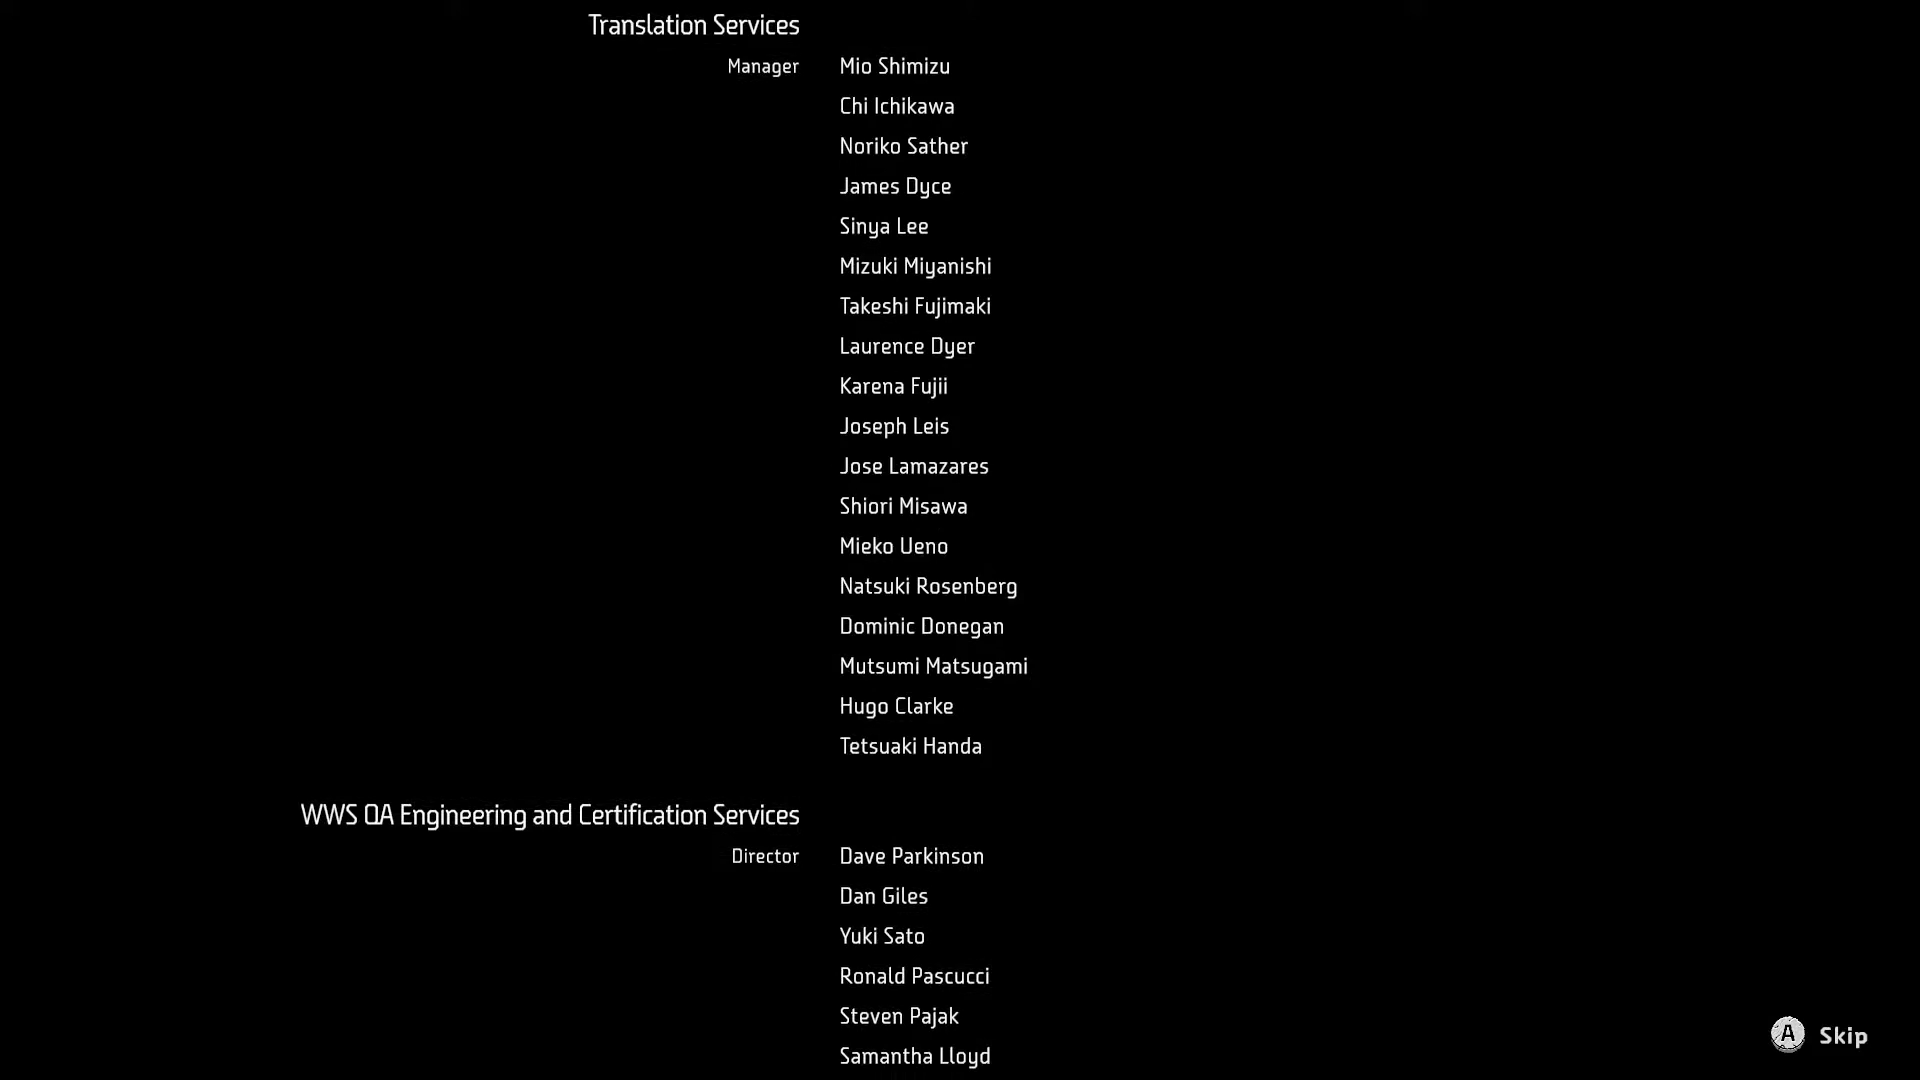 Translation Services
Manager Mio Shimizu
Chi Ichikawa
Noriko Sather
James Dyce
Sinya Lee
Mizuki Miyanishi
Takeshi Fujimaki
Laurence Dyer
Karena Fujii
Joseph Leis
Jose Lamazares
Shiori Misawa
Mieko Ueno
Natsuki Rosenberg
Dominic Donegan
Mutsumi Matsugami
Hugo Clarke
Tetsuaki Handa
WWS QA Engineering and Certification Services
Director Dave Parkinson
Dan Giles
Yuki Sato
Ronald Pascucci
Steven Pajak
Samantha Lloyd
A Skip